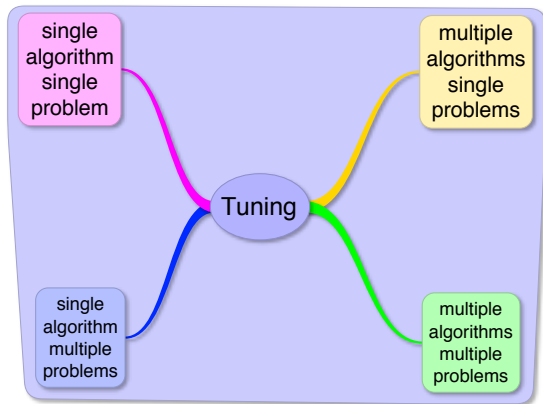 single
algorithm
single
problem
multiple
algorithms
single
problems
Tuning
single
algorithm
multiple
problems
multiple
algorithms
multiple
problems